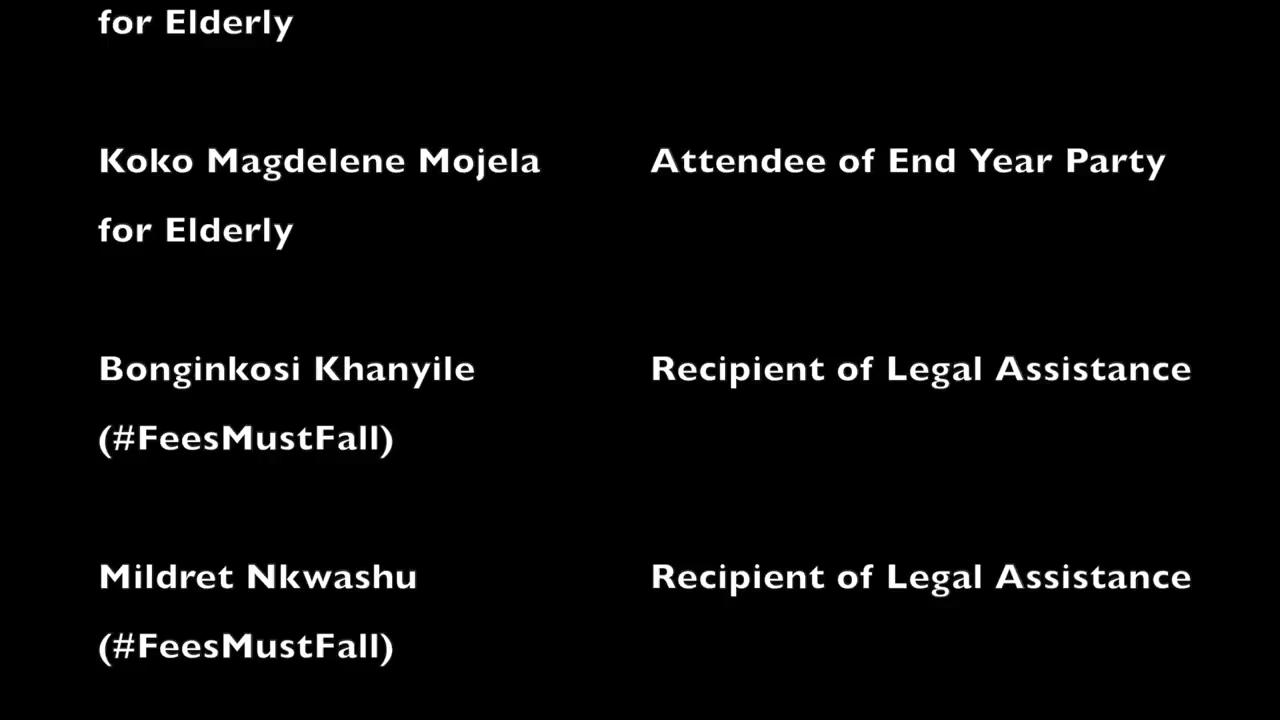 for Elderly
Koko Magdelene Mojela Attendee of End Year Party
for Elderly
Bonginkosi Khanyile Recipient of Legal Assistance
(#FeesMustFall)
Mildret Nkwashu Recipient of Legal Assistance
(#FeesMustFall)